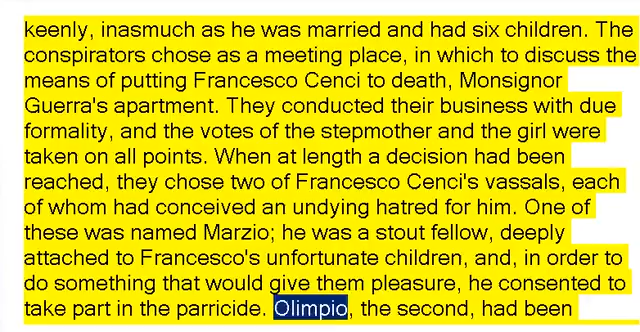 keenly, inasmuch as he was married and had six children. The
conspirators chose as a meeting place, in which to discuss the
means of putting Francesco Cenci to death, Monsignor
Guerra's apartment. They conducted their business with due
formality, and the votes of the stepmother and the girl were
taken on all points. When at length a decision had been
reached, they chose two of Francesco Cenci's vassals, each
of whom had conceived an undying hatred for him. One of
these was named Marzio; he was a stout fellow, deeply
attached to Francesco's unfortunate children, and, in order to
do something that would give them pleasure, he consented to
take part in the parricide. Olimpio, the second, had been